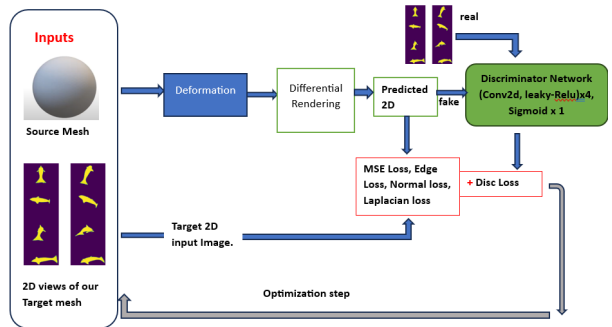 Inputs
Source Mesh
2D views of our
Target mesh
Deformation
Differential
Rendering
Predicted
2D
real
fake
Discriminator Network
(Conv2d, leaky-Relu)x4,
Sigmoid x 1
MSE Loss, Edge
Loss, Normal loss,
Laplacian loss
+ Disc Loss
Target 2D
input Image.
Optimization step